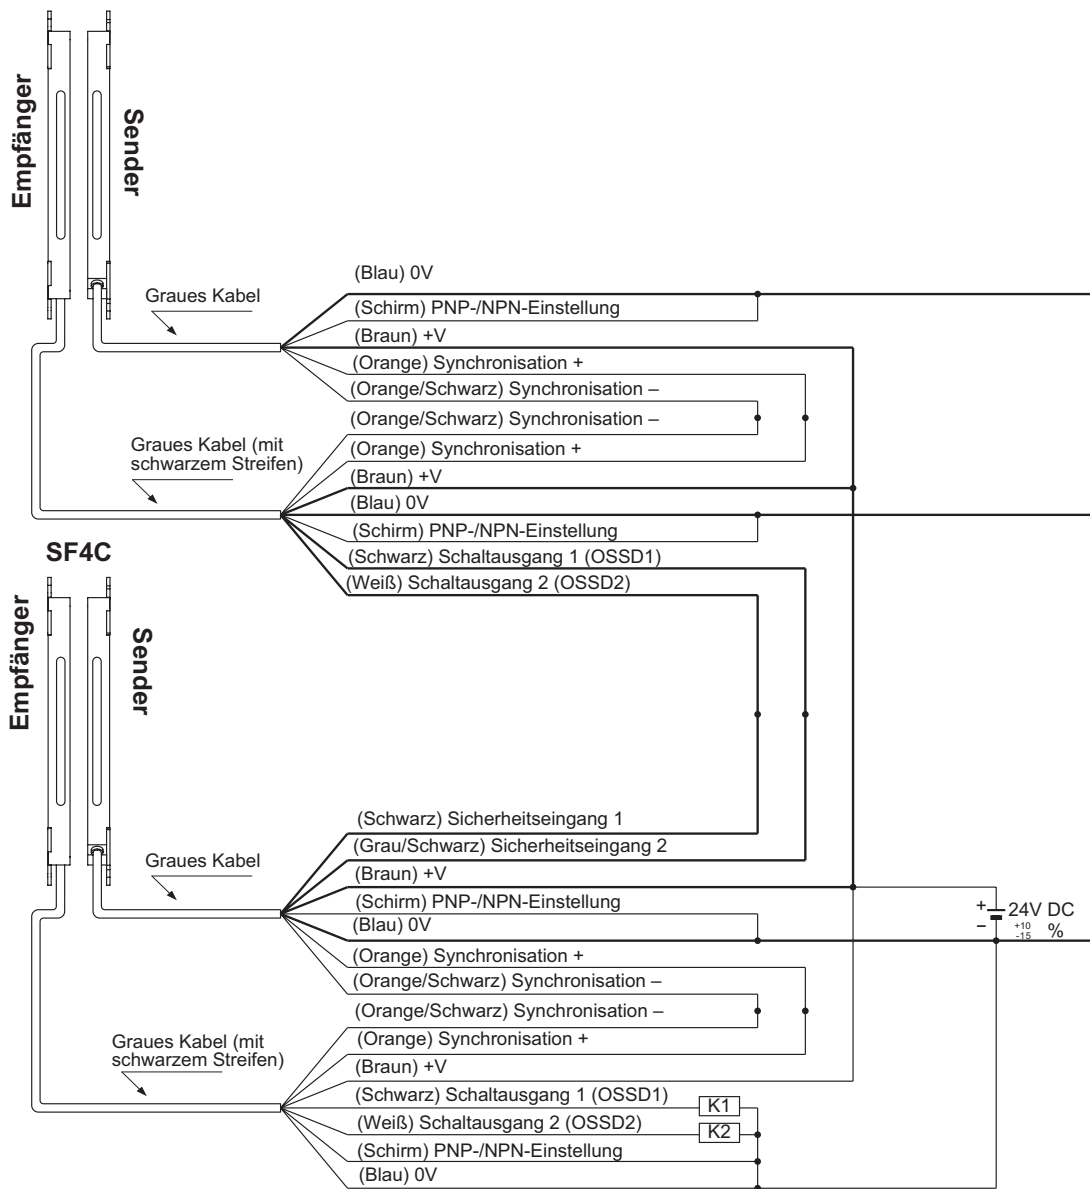 Empfänger
Sender
(Blau) 0V
Graues Kabel
(Schirm) PNP-/NPN-Einstellung
(Braun) +V
(Orange) Synchronisation +
(Orange/Schwarz) Synchronisation –
(Orange/Schwarz) Synchronisation –
Graues Kabel (mit
schwarzem Streifen)
(Orange) Synchronisation +
(Braun) +V
(Blau) 0V
(Schirm) PNP-/NPN-Einstellung
SF4C
(Schwarz) Schaltausgang 1 (OSSD1)
(Weiß) Schaltausgang 2 (OSSD2)
Empfänger
Sender
(Schwarz) Sicherheitseingang 1
(Grau/Schwarz) Sicherheitseingang 2
Graues Kabel
(Braun) +V
(Schirm) PNP-/NPN-Einstellung
+ 24V DC
– +10 -15 %
(Blau) 0V
(Orange) Synchronisation +
(Orange/Schwarz) Synchronisation –
(Orange/Schwarz) Synchronisation –
Graues Kabel (mit
schwarzem Streifen)
(Orange) Synchronisation +
(Braun) +V
(Schwarz) Schaltausgang 1 (OSSD1)
K1
(Weiß) Schaltausgang 2 (OSSD2)
K2
(Schirm) PNP-/NPN-Einstellung
(Blau) 0V